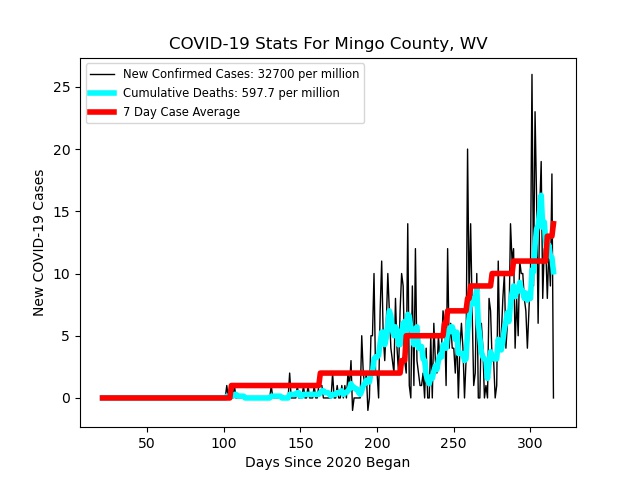 COVID-19 Stats For Mingo County, WV
New Confirmed Cases: 32700 per million
Cumulative Deaths: 597.7 per million
7 Day Case Average
25
20
15
10
5
0
New COVID-19 Cases
50 100 150 200 250 300
Days Since 2020 Began